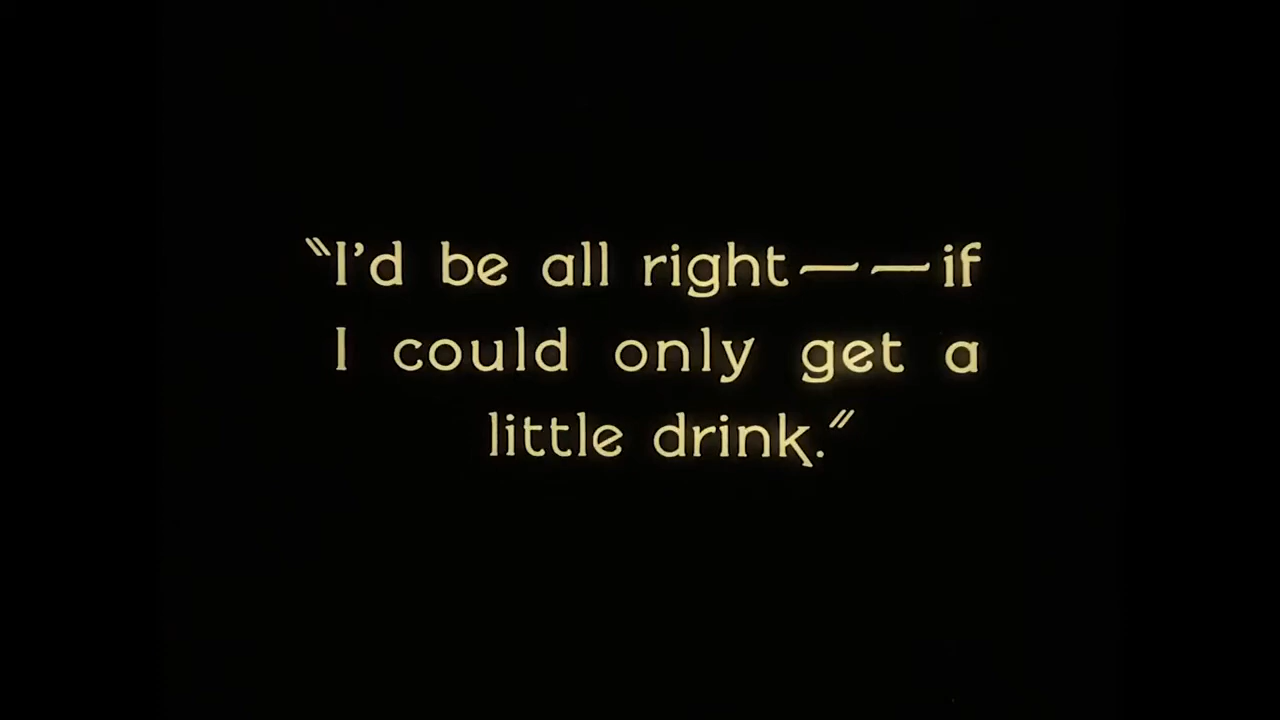 "I'd be all right——if
I could only get a
little drink."